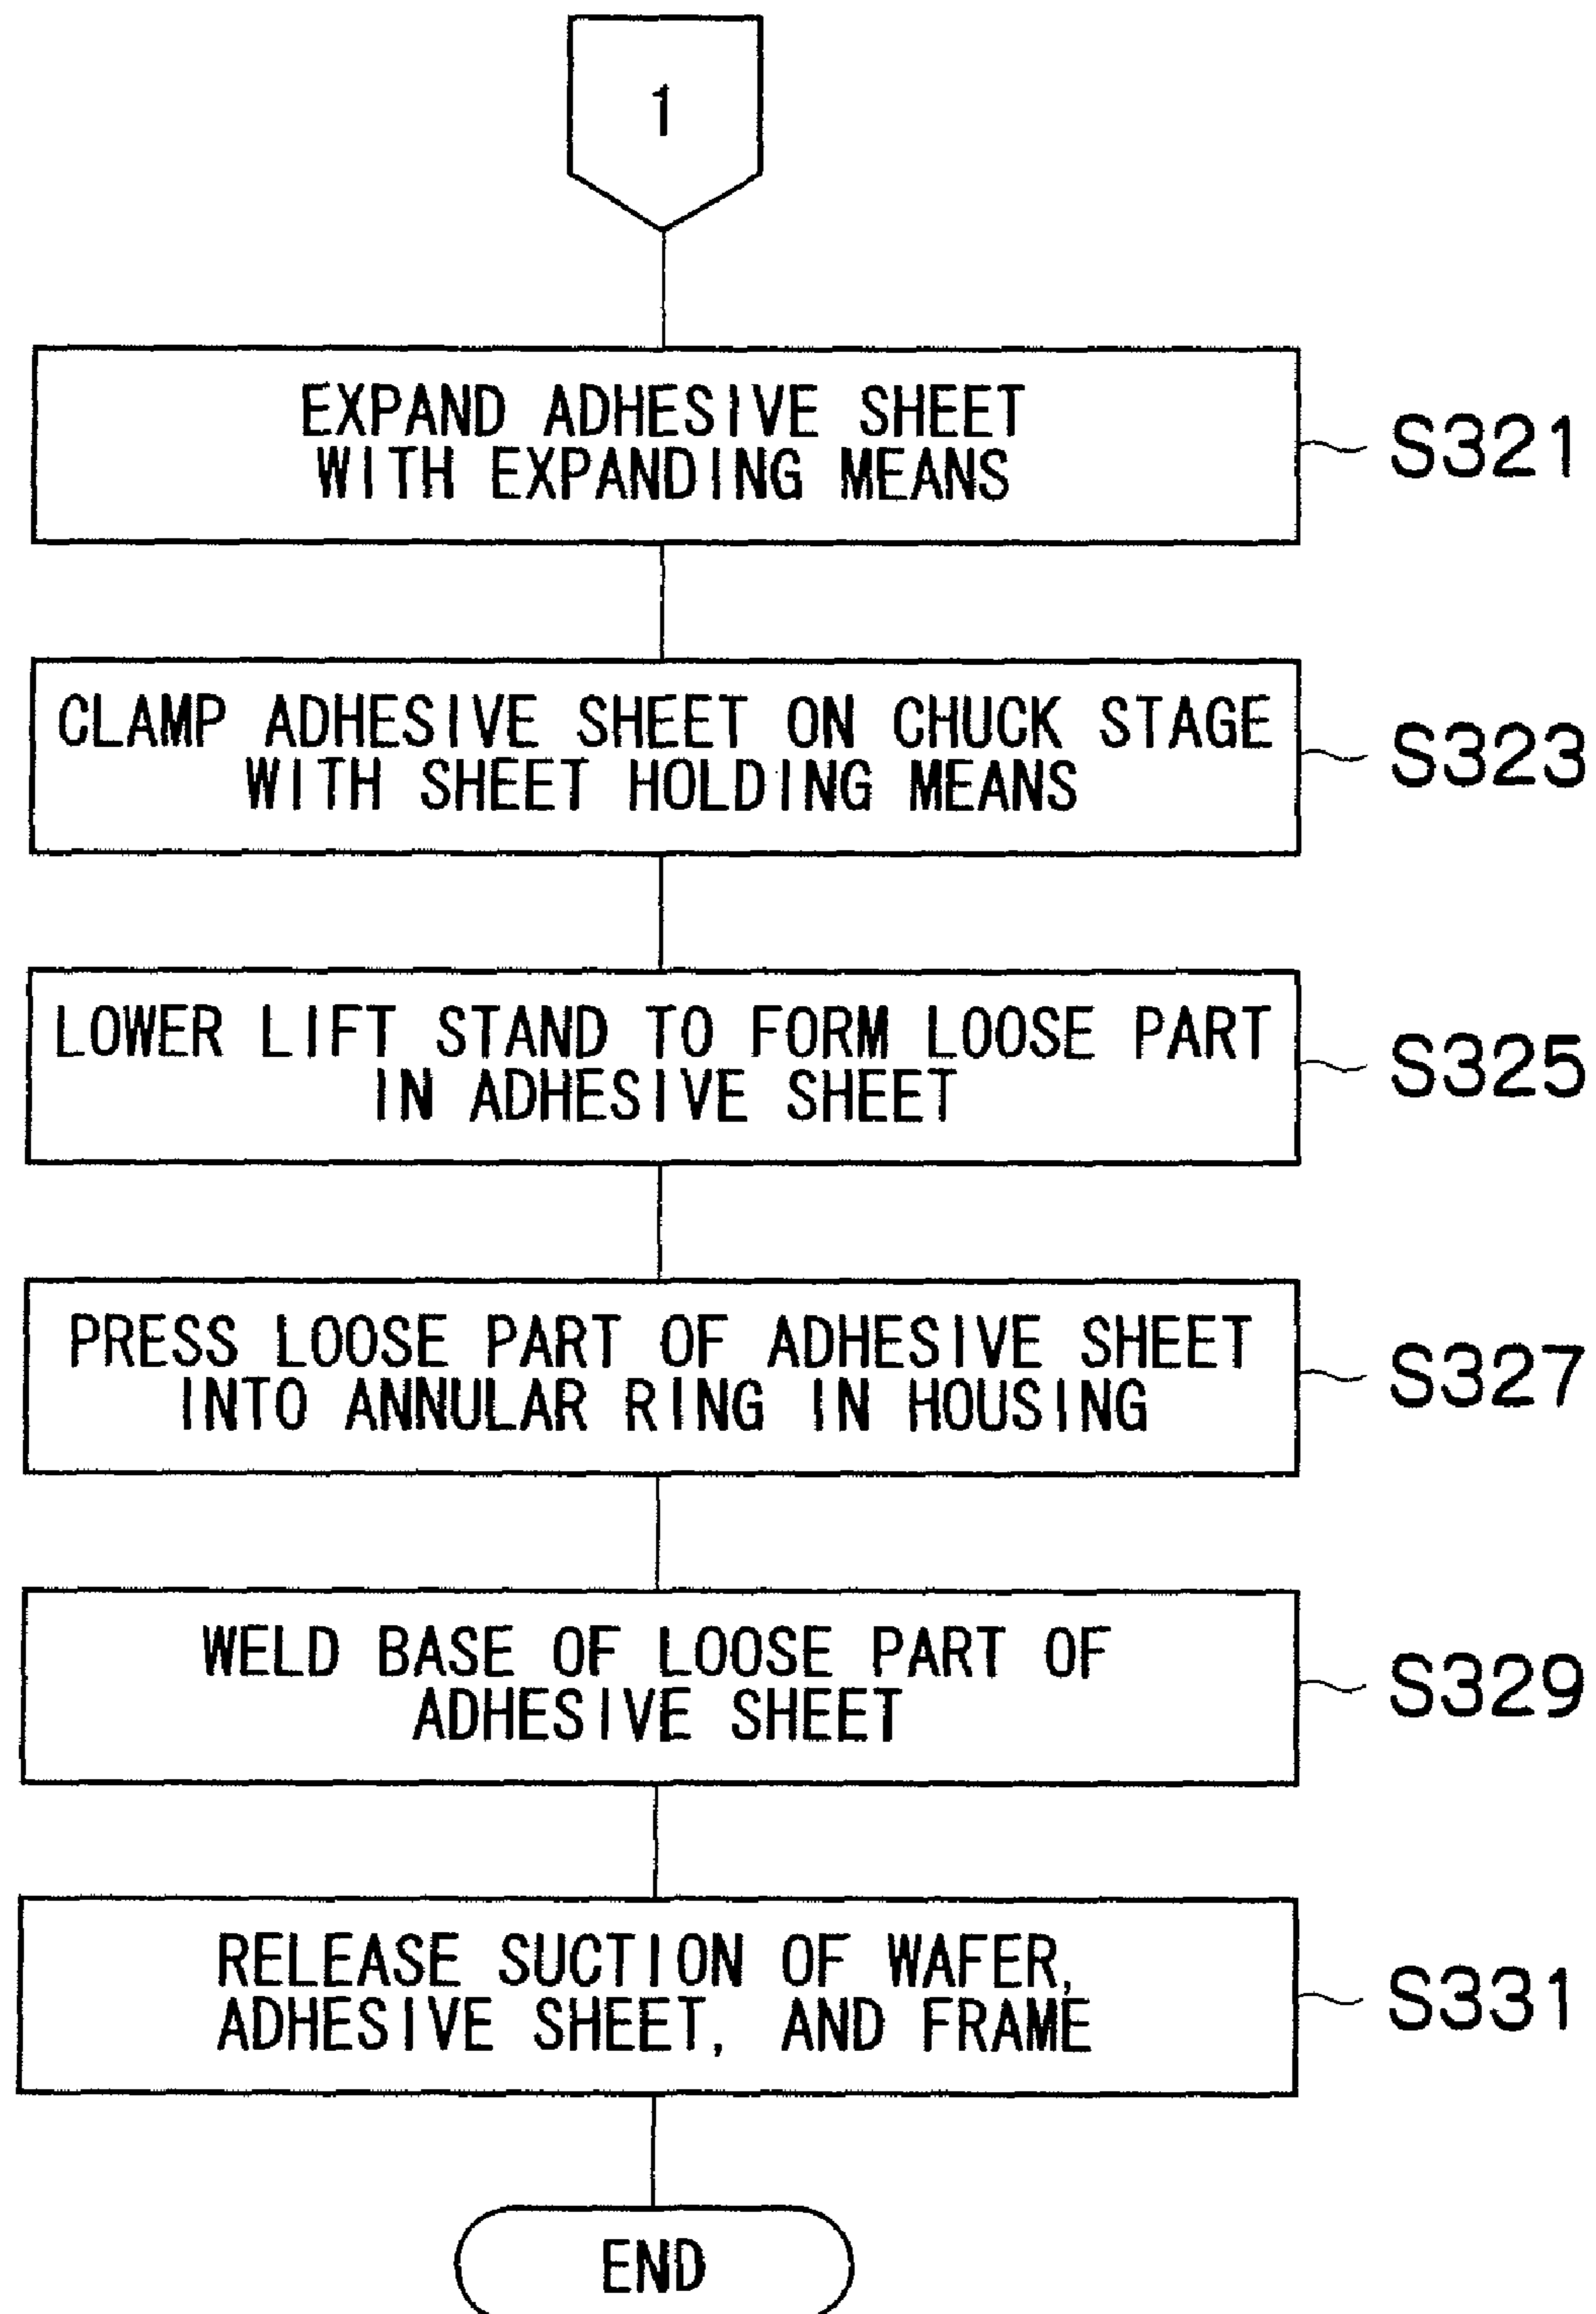 1
EXPAND ADHESIVE SHEET
WITH EXPANDING MEANS
S321
CLAMP ADHESIVE SHEET ON CHUCK STAGE
WITH SHEET HOLDING MEANS
S323
LOWER LIFT STAND TO FORM LOOSE PART
IN ADHESIVE SHEET
S325
PRESS LOOSE PART OF ADHESIVE SHEET
INTO ANNULAR RING IN HOUSING
S327
WELD BASE OF LOOSE PART OF
ADHESIVE SHEET
S329
RELEASE SUCTION OF WAFER,
ADHESIVE SHEET, AND FRAME
S331
END